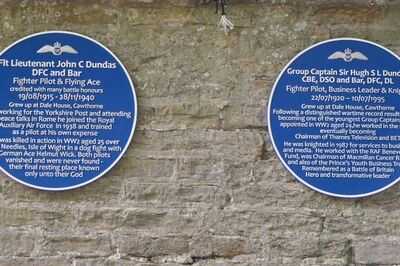 Flt Lieutenant John C Dundas
DFC and Bar
Fighter Pilot & Flying Ace
credited with many battle honours
19/08/1915 - 28/11/1940
Grew up at Dale House, Cawthorne
working for the Yorkshire Post and attending
peace talks in Rome he joined the Royal
Auxiliary Air Force in 1938 and trained
as a pilot at his own expense
was killed in action in WW2 aged 25 over
Needles, Isle of Wight in a dog fight with
German Ace Helmut Wick. Both pilots
vanished and were never found -
their final resting place known
only unto their God
Group Captain Sir Hugh S L Dund
CBE, DSO and Bar, DFC, DL
Fighter Pilot, Business Leader & Knig
22/07/1920 - 10/07/1995
Grew up at Dale House, Cawthorne
Following a distinguished wartime record result
becoming one of the youngest Group Captain
appointed in WW2 aged 24, he worked in the
eventually becoming
Chairman of Thames Television and BET
He was knighted in 1987 for services to busin
and media. He worked with the RAF Benevo
Fund, was Chairman of Macmillan Cancer R
and also of the Prince's Youth Business Tru
Remembered as a Battle of Britain
Hero and transformative leader